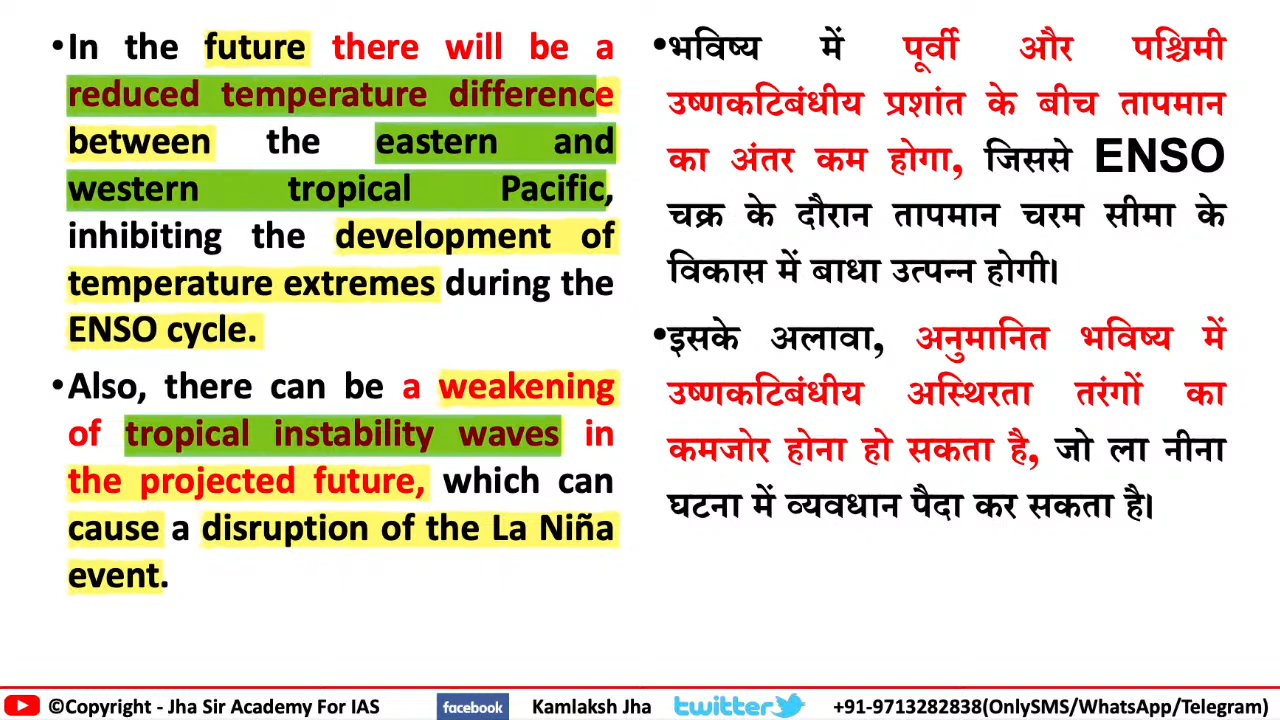 •In the future there will be a
reduced temperature difference
between the eastern and
western tropical Pacific,
inhibiting the development of
temperature extremes during the
ENSO cycle.
•Also, there can be a weakening
of tropical instability waves in
the projected future, which can
cause a disruption of the La Niña
event.
•भविष्य में पूर्वी और पश्चिमी
उष्णकटिबंधीय प्रशांत के बीच तापमान
का अंतर कम होगा, जिससे ENSO
चक्र के दौरान तापमान चरम सीमा के
विकास में बाधा उत्पन्न होगी।
•इसके अलावा, अनुमानित भविष्य में
उष्णकटिबंधीय अस्थिरता तरंगों का
कमजोर होना हो सकता है, जो ला नीना
घटना में व्यवधान पैदा कर सकता है।
©Copyright - Jha Sir Academy For IAS facebook Kamlaksh Jha twitter +91-9713282838(OnlySMS/WhatsApp/Telegram)